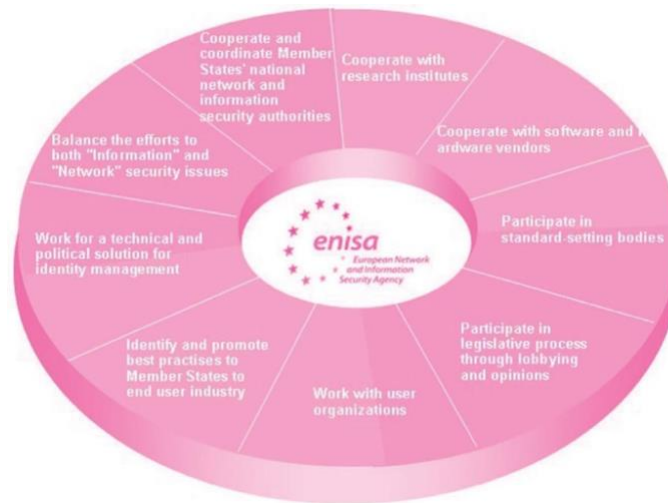 Cooperate and
coordinate Member
States' national
network and
information
security authorities
Cooperate with
research institutes
Cooperate with software and h
ardware vendors
Participate in
standard-setting bodies
Participate in
legislative process
through lobbying
and opinions
Work with user
organizations
Identify and promote
best practises to
Member States to
end user industry
Work for a technical and
political solution for
identity management
Balance the efforts to
both "Information" and
"Network" security issues
enisa
European Network
and Information
Security Agency